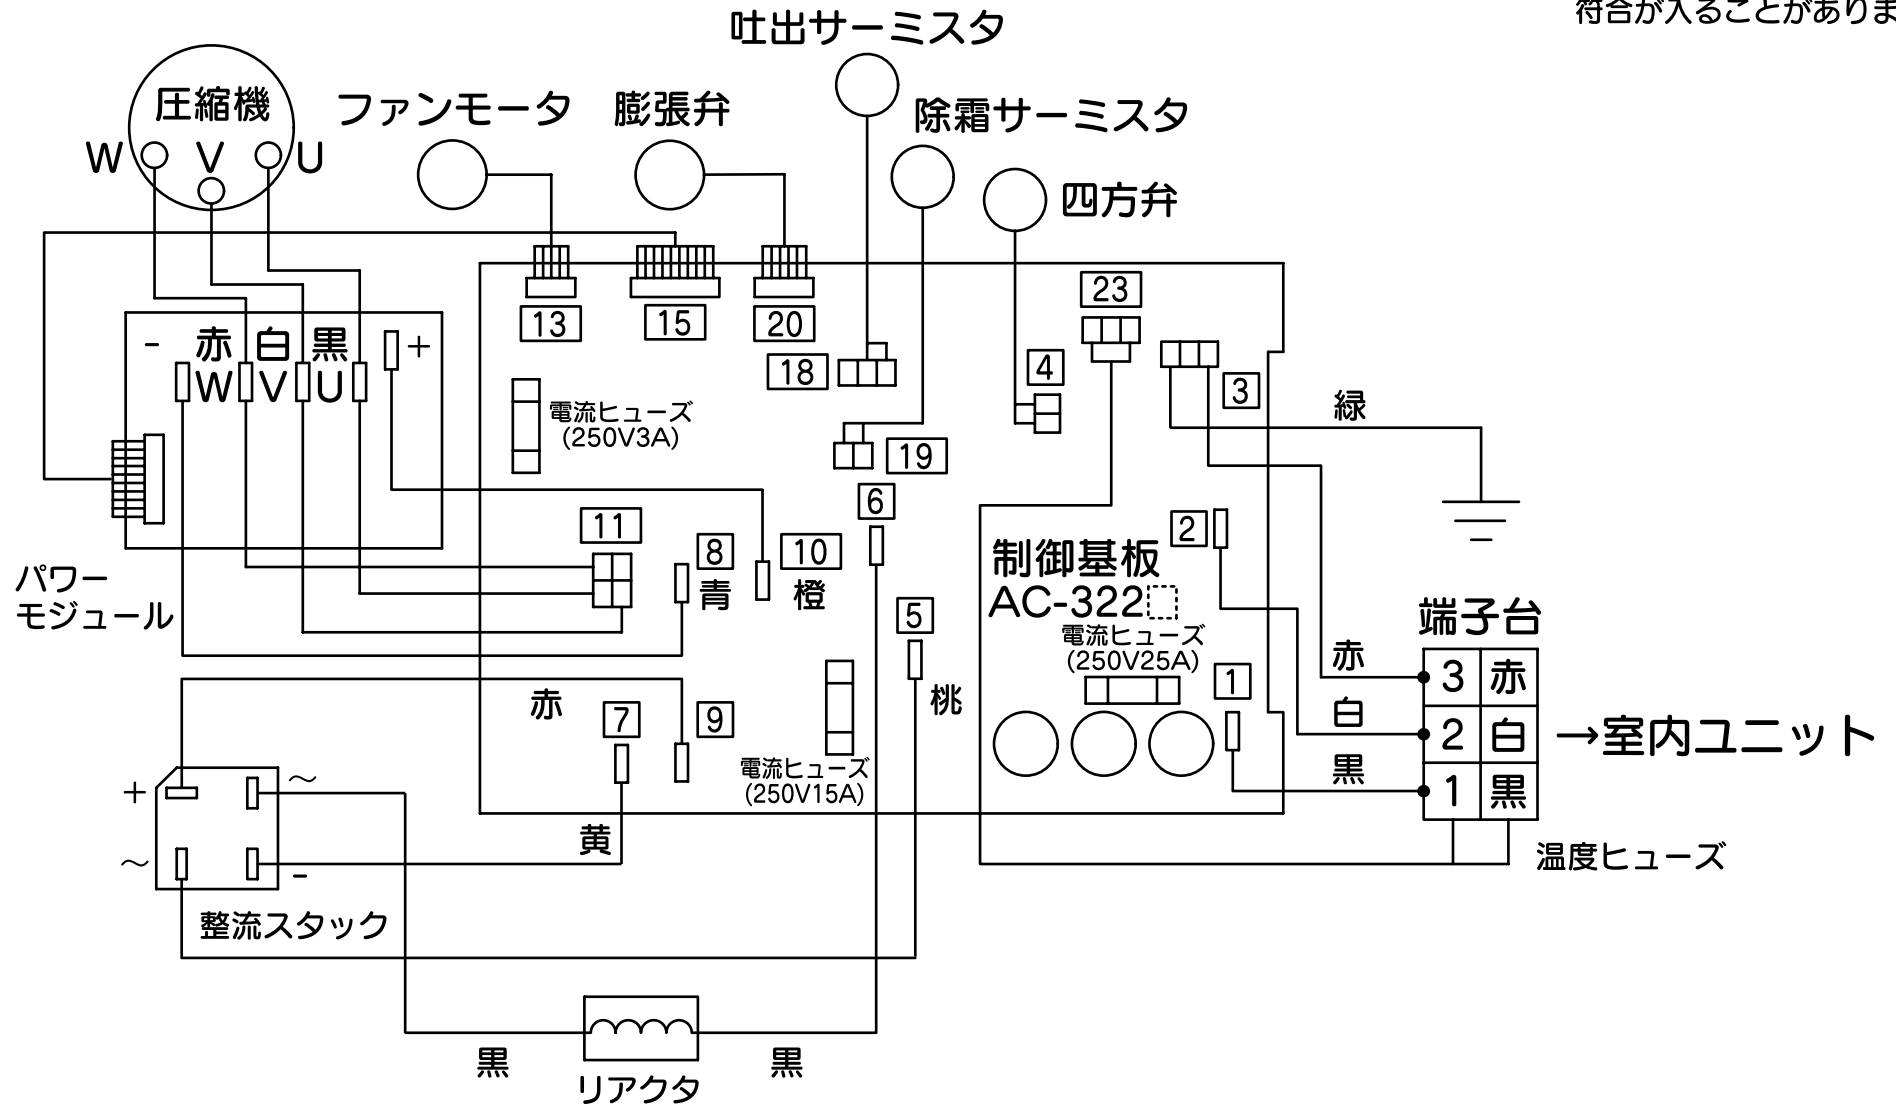 符合が入ることがありま
吐出サーミスタ
圧縮機
ファンモータ
膨張弁
除霜サーミスタ
W V U
四方弁
13
15
20
23
18
4
3
- 赤 白 黒 +
W V U
電流ヒューズ
(250V3A)
緑
19
6
11
8
青
10
橙
2
制御基板
AC-322
パワー
モジュール
5
電流ヒューズ
(250V25A)
端子台
赤
3 赤
1
桃
赤
7
9
白
2 白
→室内ユニット
電流ヒューズ
(250V15A)
黒
1 黒
+
~
黄
~
-
温度ヒューズ
整流スタック
黒
黒
リアクタ